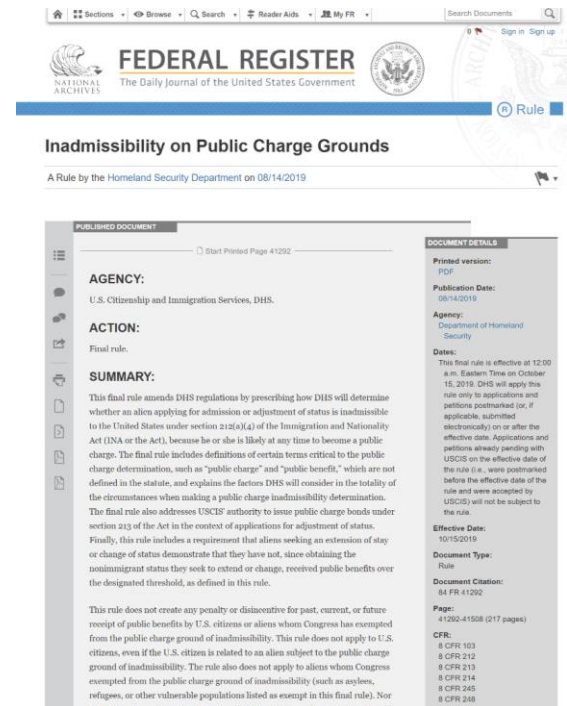 Sections
Browse
Search
Reader Aids
My FR
Search Documents
0
Sign in Sign up
NATIONAL
ARCHIVES
FEDERAL REGISTER
The Daily Journal of the United States Government
R Rule
Inadmissibility on Public Charge Grounds
A Rule by the Homeland Security Department on 08/14/2019
PUBLISHED DOCUMENT
Start Printed Page 41292
AGENCY:
U.S. Citizenship and Immigration Services, DHS.
ACTION:
Final rule.
SUMMARY:
This final rule amends DHS regulations by prescribing how DHS will determine
whether an alien applying for admission or adjustment of status is inadmissible
to the United States under section 212(a)(4) of the Immigration and Nationality
Act (INA or the Act), because he or she is likely at any time to become a public
charge. The final rule includes definitions of certain terms critical to the public
charge determination, such as “public charge” and “public benefit,” which are not
defined in the statute, and explains the factors DHS will consider in the totality of
the circumstances when making a public charge inadmissibility determination.
The final rule also addresses USCIS’ authority to issue public charge bonds under
section 213 of the Act in the context of applications for adjustment of status.
Finally, this rule includes a requirement that aliens seeking an extension of stay
or change of status demonstrate that they have not, since obtaining the
nonimmigrant status they seek to extend or change, received public benefits over
the designated threshold, as defined in this rule.
This rule does not create any penalty or disincentive for past, current, or future
receipt of public benefits by U.S. citizens or aliens whom Congress has exempted
from the public charge ground of inadmissibility. This rule does not apply to U.S.
citizens, even if the U.S. citizen is related to an alien subject to the public charge
ground of inadmissibility. The rule also does not apply to aliens whom Congress
exempted from the public charge ground of inadmissibility (such as asylees,
refugees, or other vulnerable populations listed as exempt in this final rule). Nor
DOCUMENT DETAILS
Printed version:
PDF
Publication Date:
08/14/2019
Agency:
Department of Homeland
Security
Dates:
This final rule is effective at 12:00
a.m. Eastern Time on October
15, 2019. DHS will apply this
rule only to applications and
petitions postmarked (or, if
applicable, submitted
electronically) on or after the
effective date. Applications and
petitions already pending with
USCIS on the effective date of
the rule (i.e., were postmarked
before the effective date of the
rule and were accepted by
USCIS) will not be subject to
the rule.
Effective Date:
10/15/2019
Document Type:
Rule
Document Citation:
84 FR 41292
Page:
41292-41508 (217 pages)
CFR:
8 CFR 103
8 CFR 212
8 CFR 213
8 CFR 214
8 CFR 245
8 CFR 248